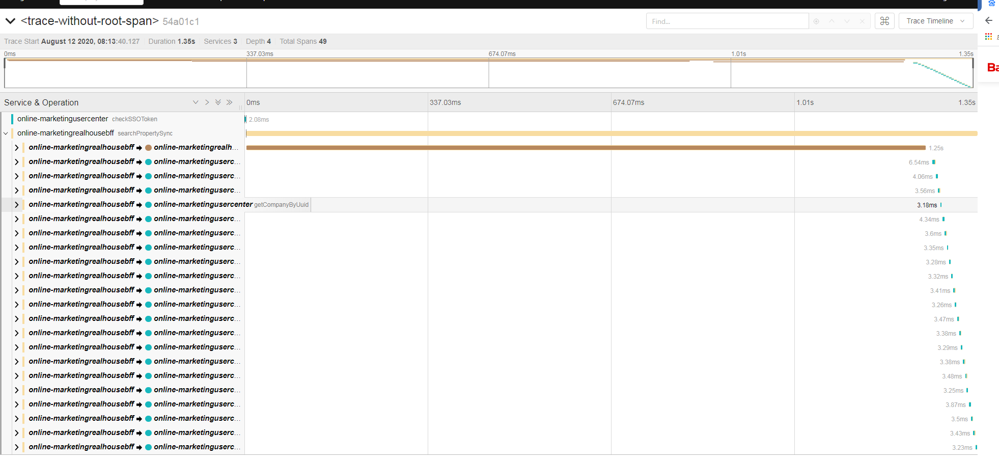 <trace-without-root-span> 54a01c1
Find...
Trace Timeline
Trace Start August 12 2020, 08:13:40.127 Duration 1.35s Services 3 Depth 4 Total Spans 49
0ms 337.03ms 674.07ms 1.01s 1.35s
Ba
Service & Operation 0ms 337.03ms 674.07ms 1.01s 1.35s
online-marketingusercenter checkSSOToken 2.08ms
online-marketingrealhousebff searchPropertySync
online-marketingrealhousebff online-marketingrealh... 1.25s
online-marketingrealhousebff online-marketinguserc... 6.54ms
online-marketingrealhousebff online-marketinguserc... 4.06ms
online-marketingrealhousebff online-marketinguserc... 3.56ms
online-marketingrealhousebff online-marketingusercenter getCompanyByUuid 3.18ms
online-marketingrealhousebff online-marketinguserc... 4.34ms
online-marketingrealhousebff online-marketinguserc... 3.6ms
online-marketingrealhousebff online-marketinguserc... 3.35ms
online-marketingrealhousebff online-marketinguserc... 3.28ms
online-marketingrealhousebff online-marketinguserc... 3.32ms
online-marketingrealhousebff online-marketinguserc... 3.41ms
online-marketingrealhousebff online-marketinguserc... 3.26ms
online-marketingrealhousebff online-marketinguserc... 3.47ms
online-marketingrealhousebff online-marketinguserc... 3.38ms
online-marketingrealhousebff online-marketinguserc... 3.29ms
online-marketingrealhousebff online-marketinguserc... 3.38ms
online-marketingrealhousebff online-marketinguserc... 3.48ms
online-marketingrealhousebff online-marketinguserc... 3.25ms
online-marketingrealhousebff online-marketinguserc... 3.87ms
online-marketingrealhousebff online-marketinguserc... 3.5ms
online-marketingrealhousebff online-marketinguserc... 3.43ms
online-marketingrealhousebff online-marketinguserc... 3.23ms